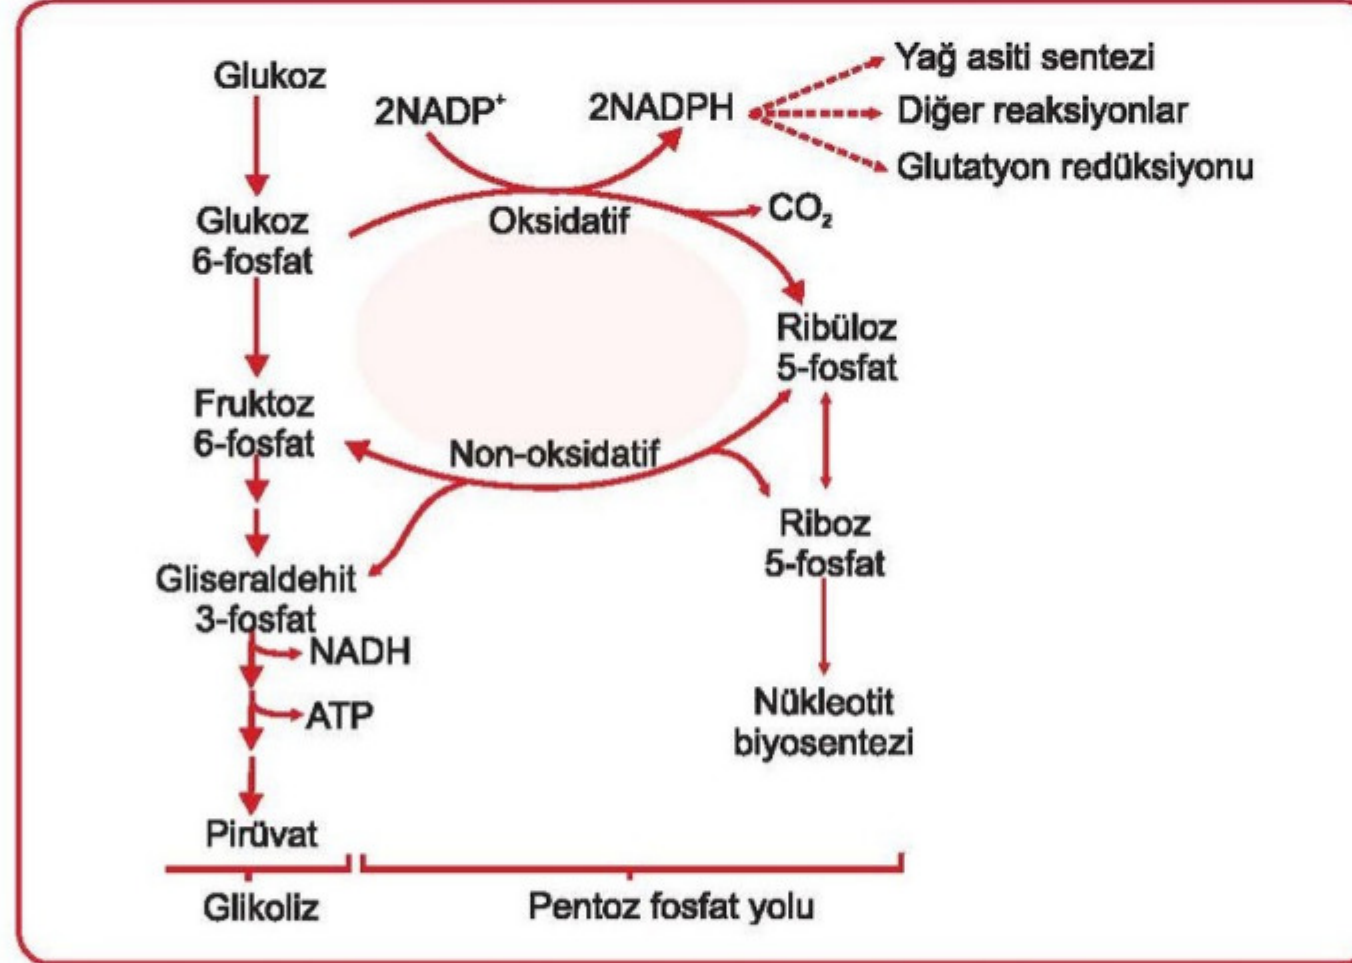 Glukoz
2NADP⁺
2NADPH
Yağ asiti sentezi
Diğer reaksiyonlar
Glutatyon redüksiyonu
Glukoz
6-fosfat
Oksidatif
CO₂
Ribüloz
5-fosfat
Fruktoz
6-fosfat
Non-oksidatif
Riboz
5-fosfat
Gliseraldehit
3-fosfat
NADH
ATP
Nükleotit
biyosentezi
Pirüvat
Glikoliz
Pentoz fosfat yolu